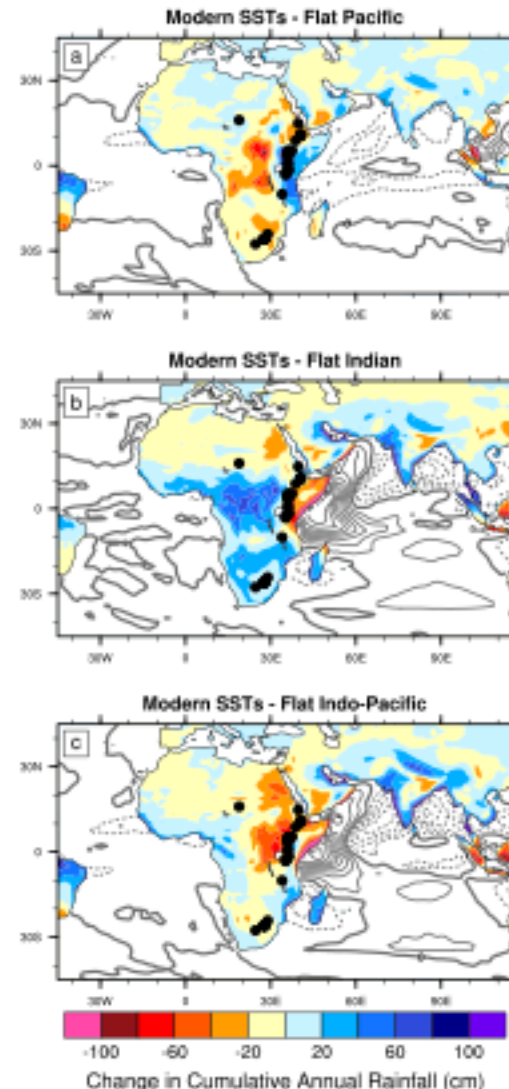 Modern SSTs - Flat Pacific
a
30N
0
30S
30W 0 30E 60E 90E
Modern SSTs - Flat Indian
b
30N
0
30S
30W 0 30E 60E 90E
Modern SSTs - Flat Indo-Pacific
c
30N
0
30S
30W 0 30E 60E 90E
-100 -60 -20 20 60 100
Change in Cumulative Annual Rainfall (cm)